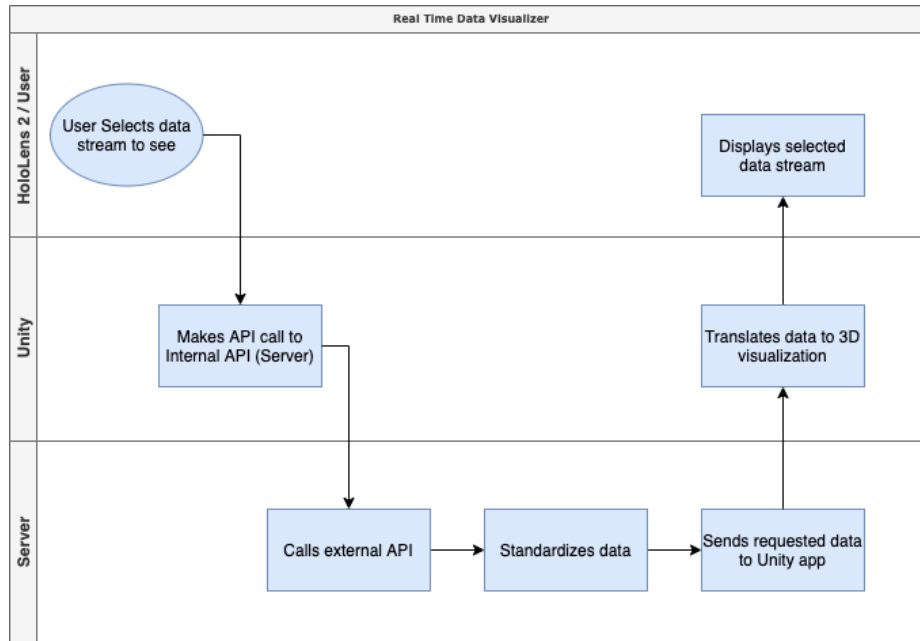 Real Time Data Visualizer
HoloLens 2 / User
User Selects data
stream to see
Displays selected
data stream
Unity
Makes API call to
Internal API (Server)
Translates data to 3D
visualization
Server
Calls external API
Standardizes data
Sends requested data
to Unity app